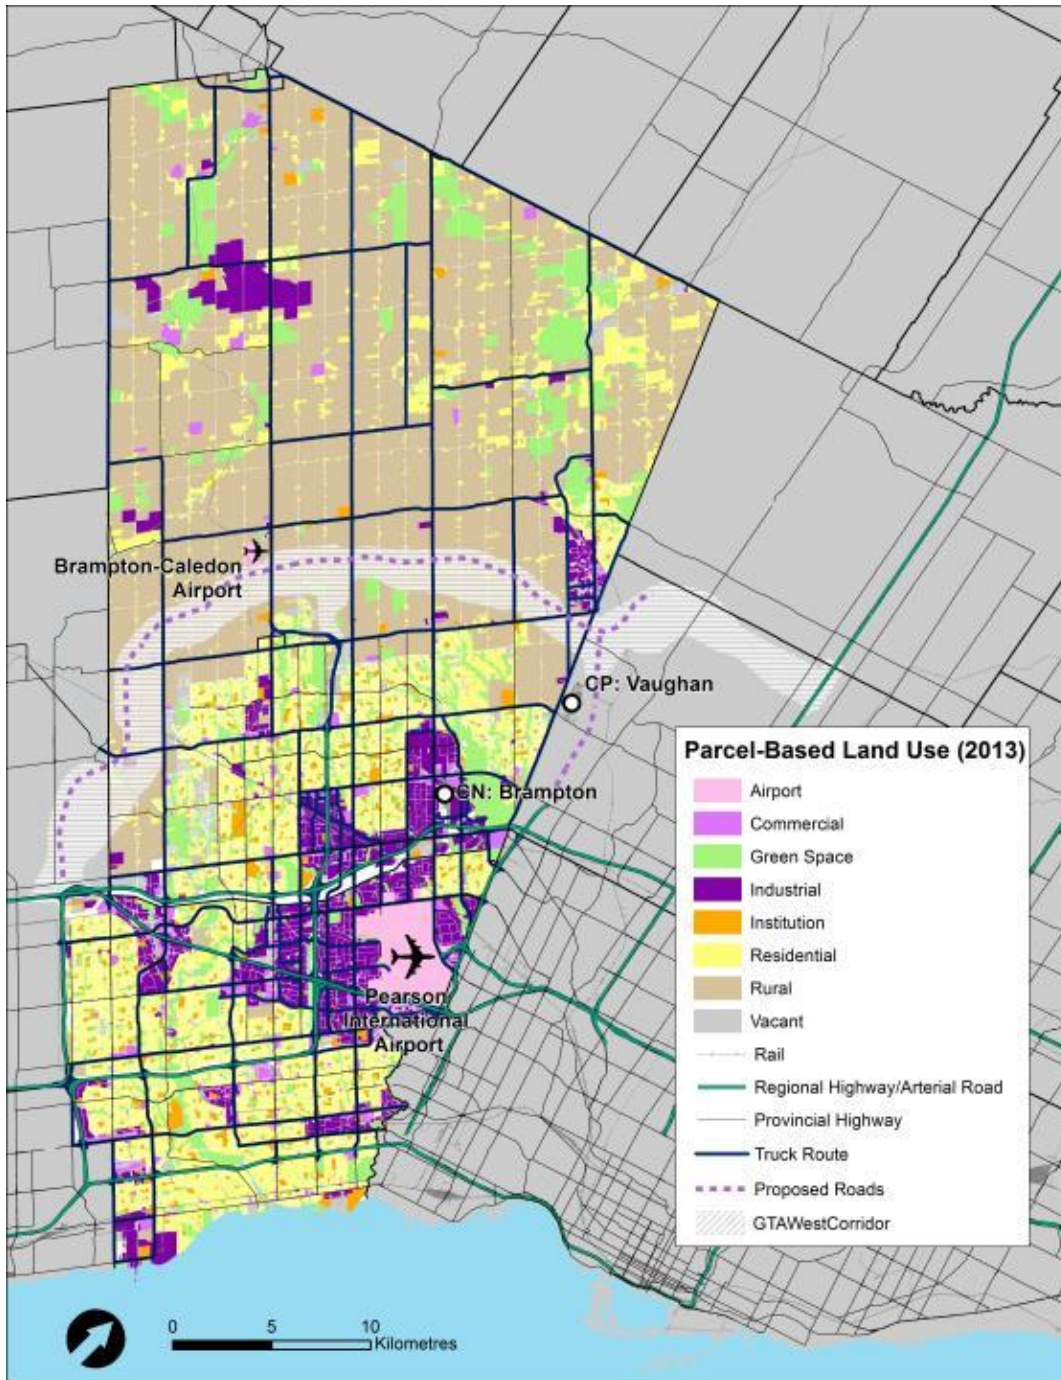 Brampton-Caledon
Airport
CP: Vaughan
CN: Brampton
Pearson
International
Airport
Parcel-Based Land Use (2013)
Airport
Commercial
Green Space
Industrial
Institution
Residential
Rural
Vacant
Rail
Regional Highway/Arterial Road
Provincial Highway
Truck Route
Proposed Roads
GTAWestCorridor
0 5 10
Kilometres